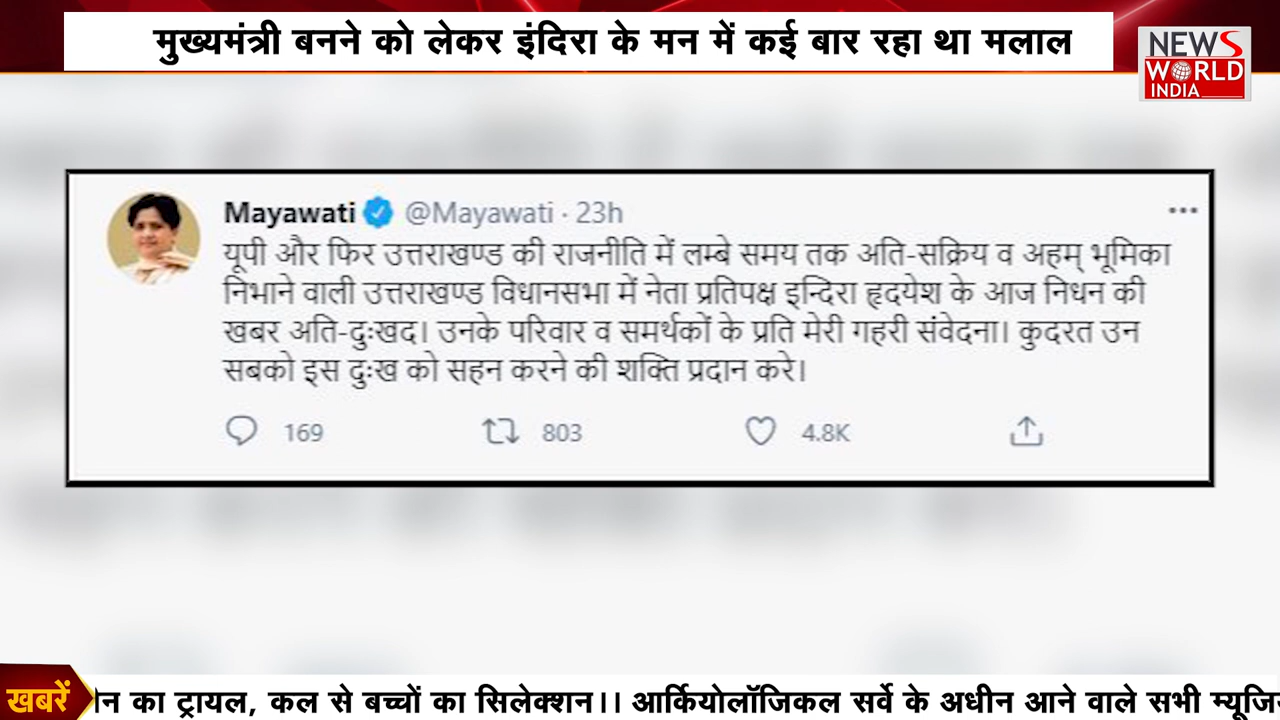 मुख्यमंत्री बनने को लेकर इंदिरा के मन में कई बार रहा था मलाल
NEWS
WORLD
INDIA
Mayawati @Mayawati · 23h
यूपी और फिर उत्तराखण्ड की राजनीति में लम्बे समय तक अति-सक्रिय व अहम् भूमिका
निभाने वाली उत्तराखण्ड विधानसभा में नेता प्रतिपक्ष इन्दिरा हृदयेश के आज निधन की
खबर अति-दुःखद। उनके परिवार व समर्थकों के प्रति मेरी गहरी संवेदना। कुदरत उन
सबको इस दुःख को सहन करने की शक्ति प्रदान करे।
169 803 4.8K
खबरें
का ट्रायल, कल से बच्चों का सिलेक्शन।। आर्कियोलॉजिकल सर्वे के अधीन आने वाले सभी